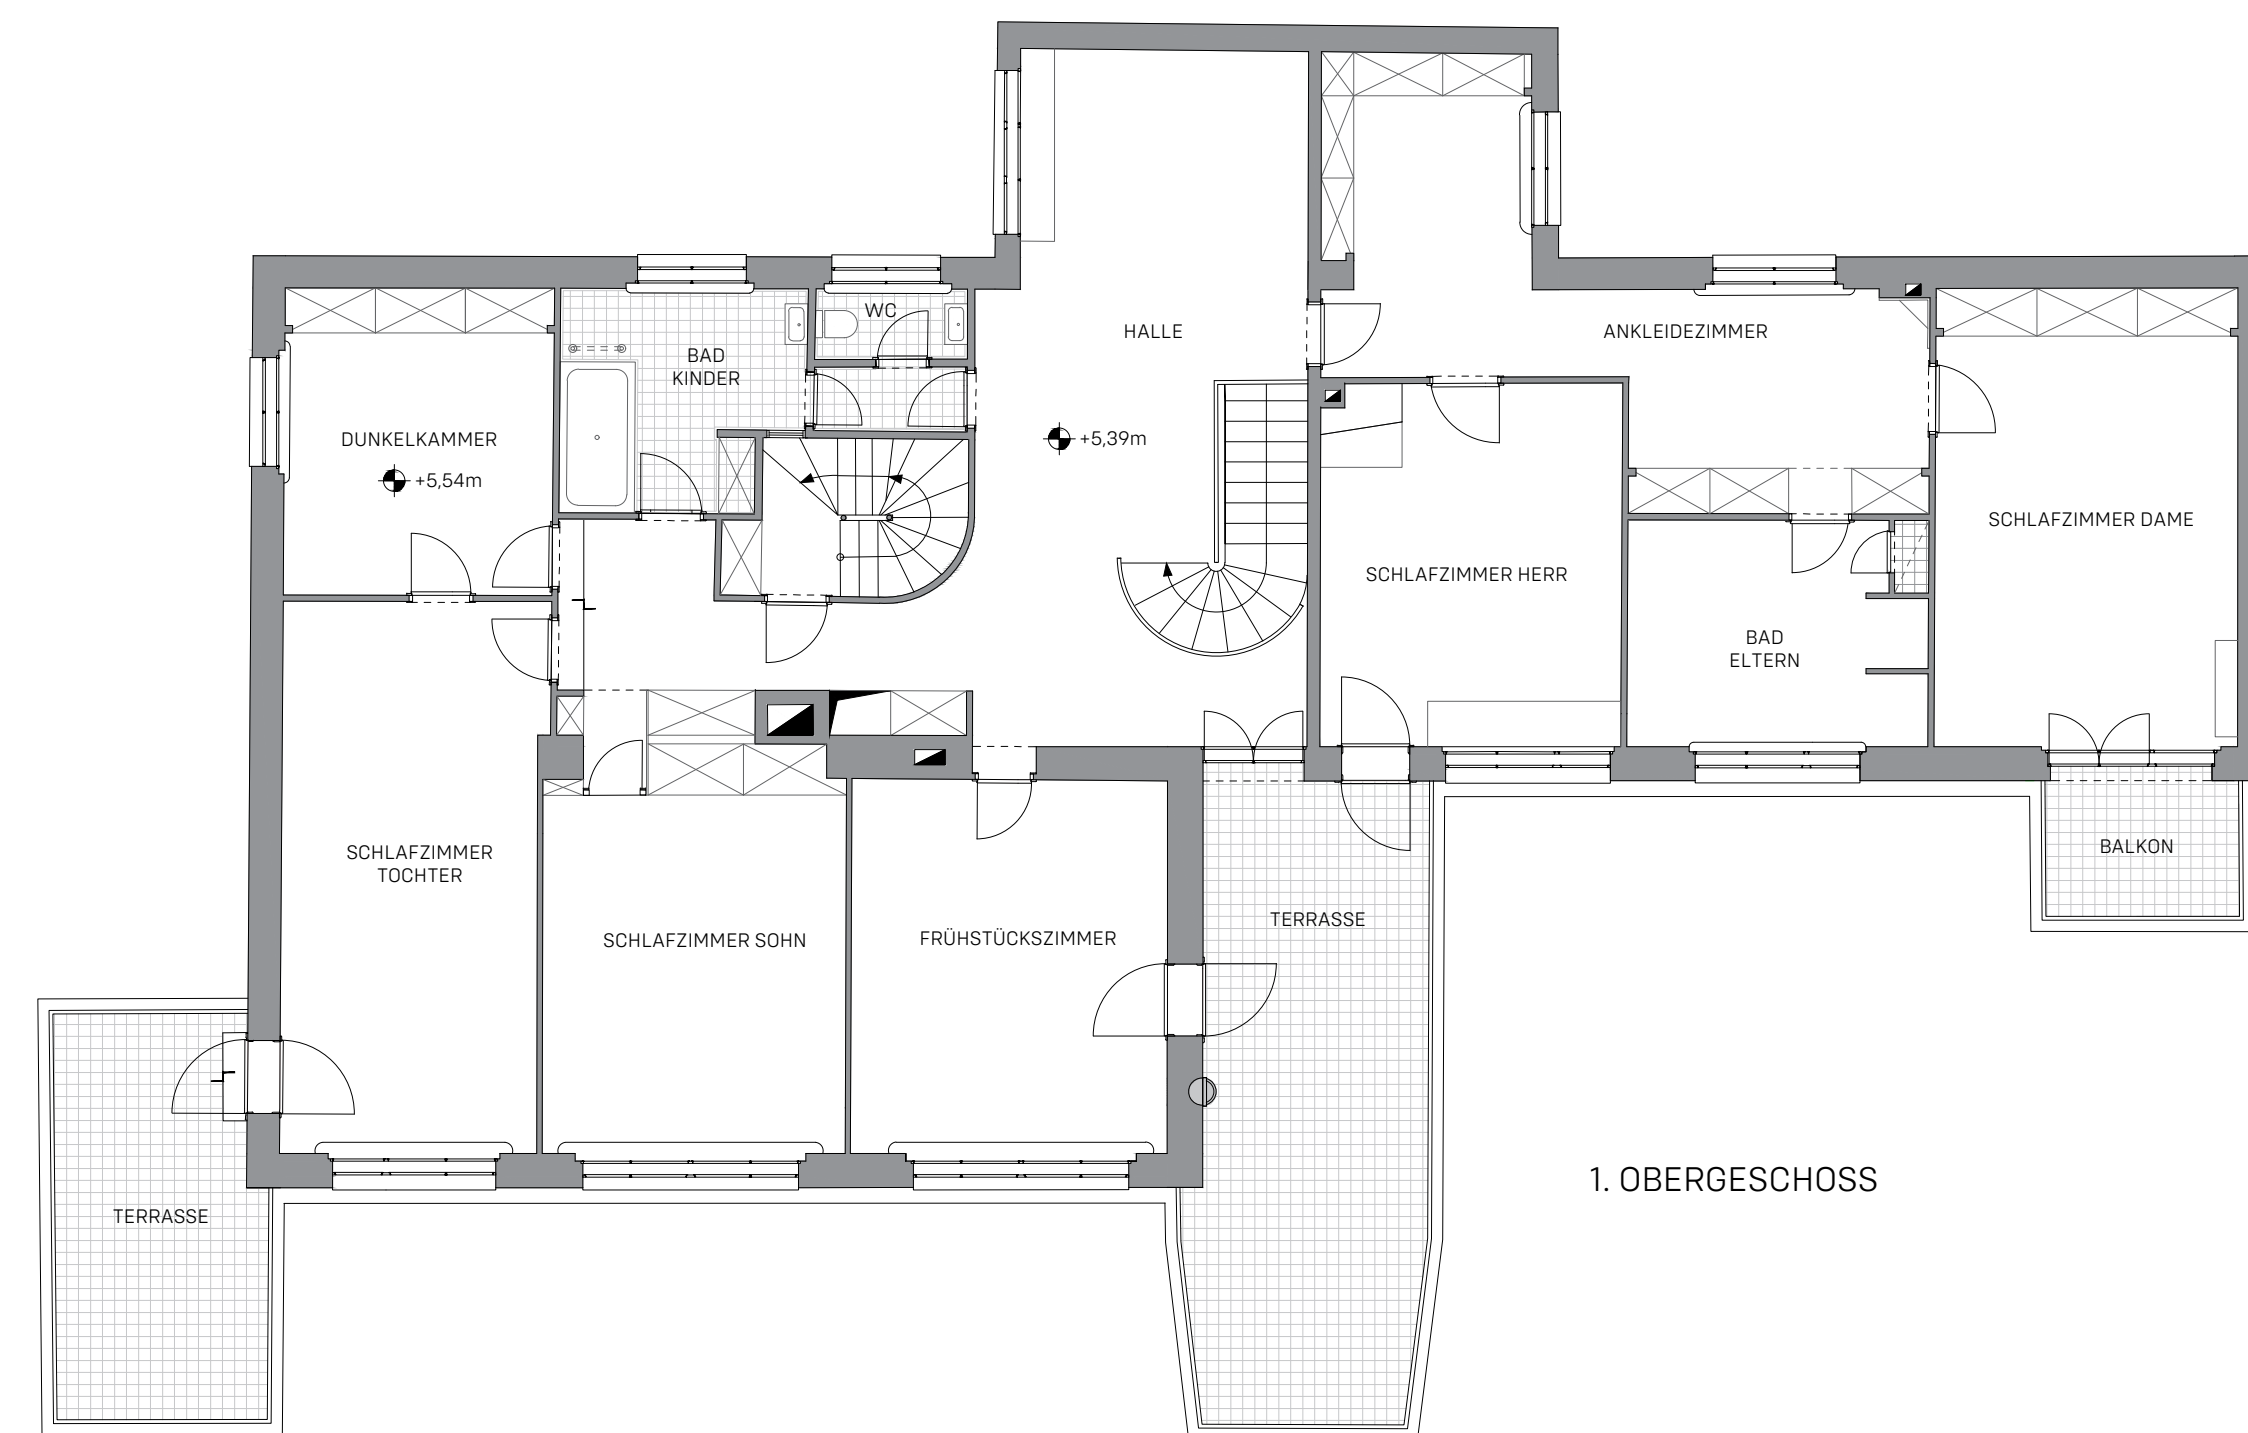 WC
HALLE
ANKLEIDEZIMMER
BAD
KINDER
DUNKELKAMMER
+5,54m
+5,39m
SCHLAFZIMMER DAME
SCHLAFZIMMER HERR
BAD
ELTERN
SCHLAFZIMMER
TOCHTER
BALKON
TERRASSE
SCHLAFZIMMER SOHN
FRÜHSTÜCKSZIMMER
1. OBERGESCHOSS
TERRASSE